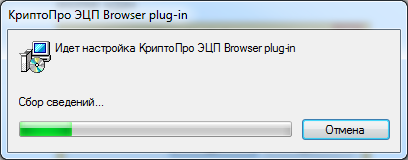 КриптоПро ЭЦП Browser plug-in
Идет настройка КриптоПро ЭЦП Browser plug-in
Сбор сведений...
Отмена